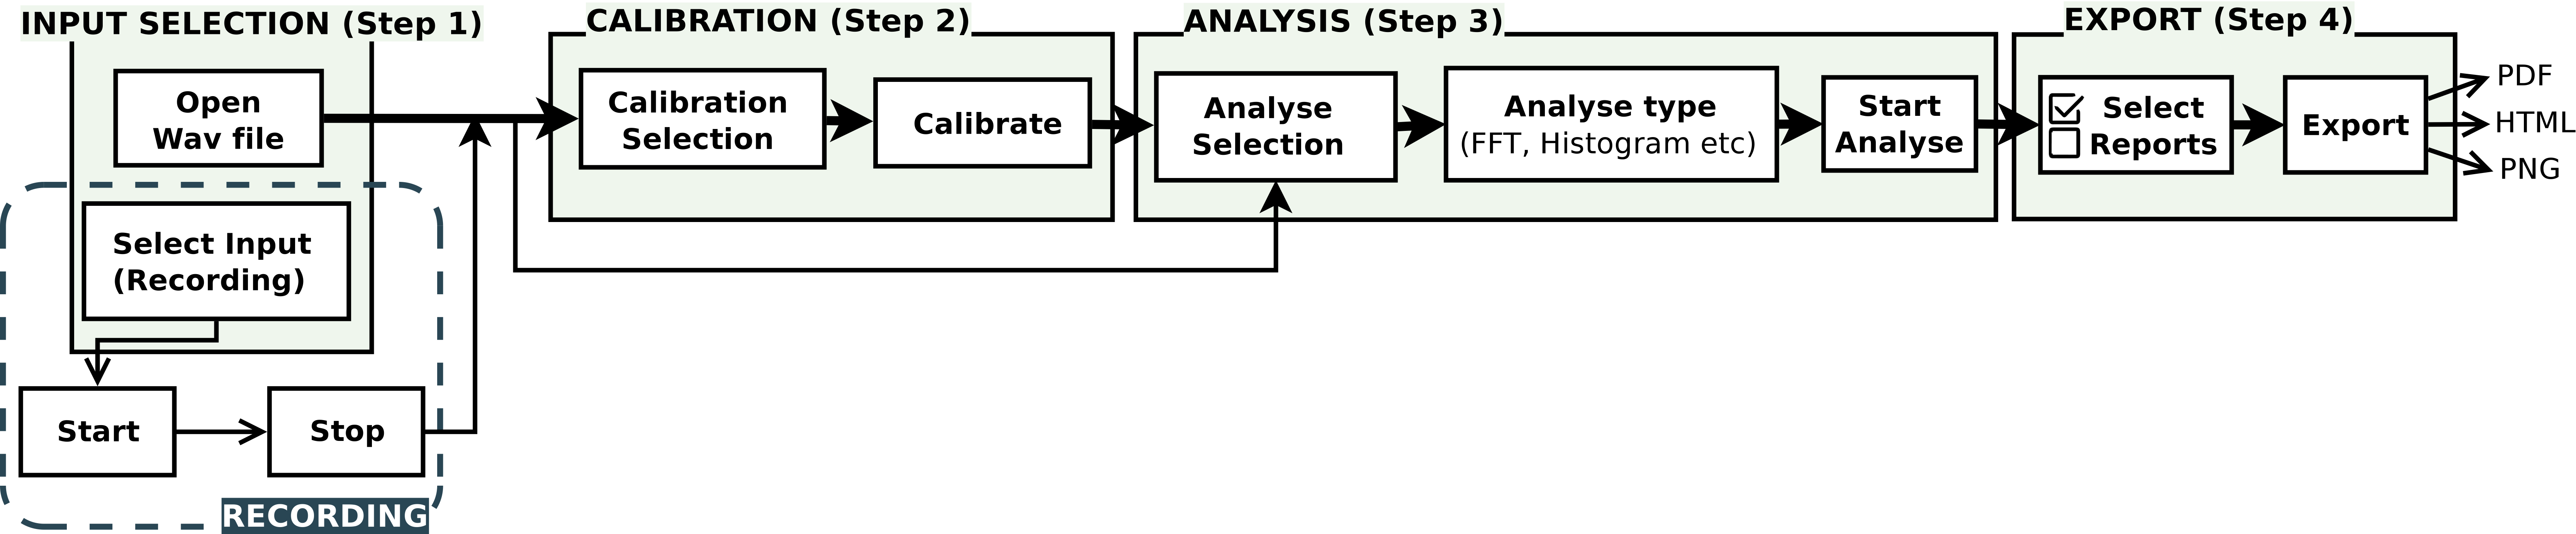 INPUT SELECTION (Step 1)
Open
Wav file
Select Input
(Recording)
Start
Stop
RECORDING
CALIBRATION (Step 2)
Calibration
Selection
Calibrate
ANALYSIS (Step 3)
Analyse
Selection
Analyse type
(FFT, Histogram etc)
Start
Analyse
EXPORT (Step 4)
Select
Reports
Export
PDF
HTML
PNG